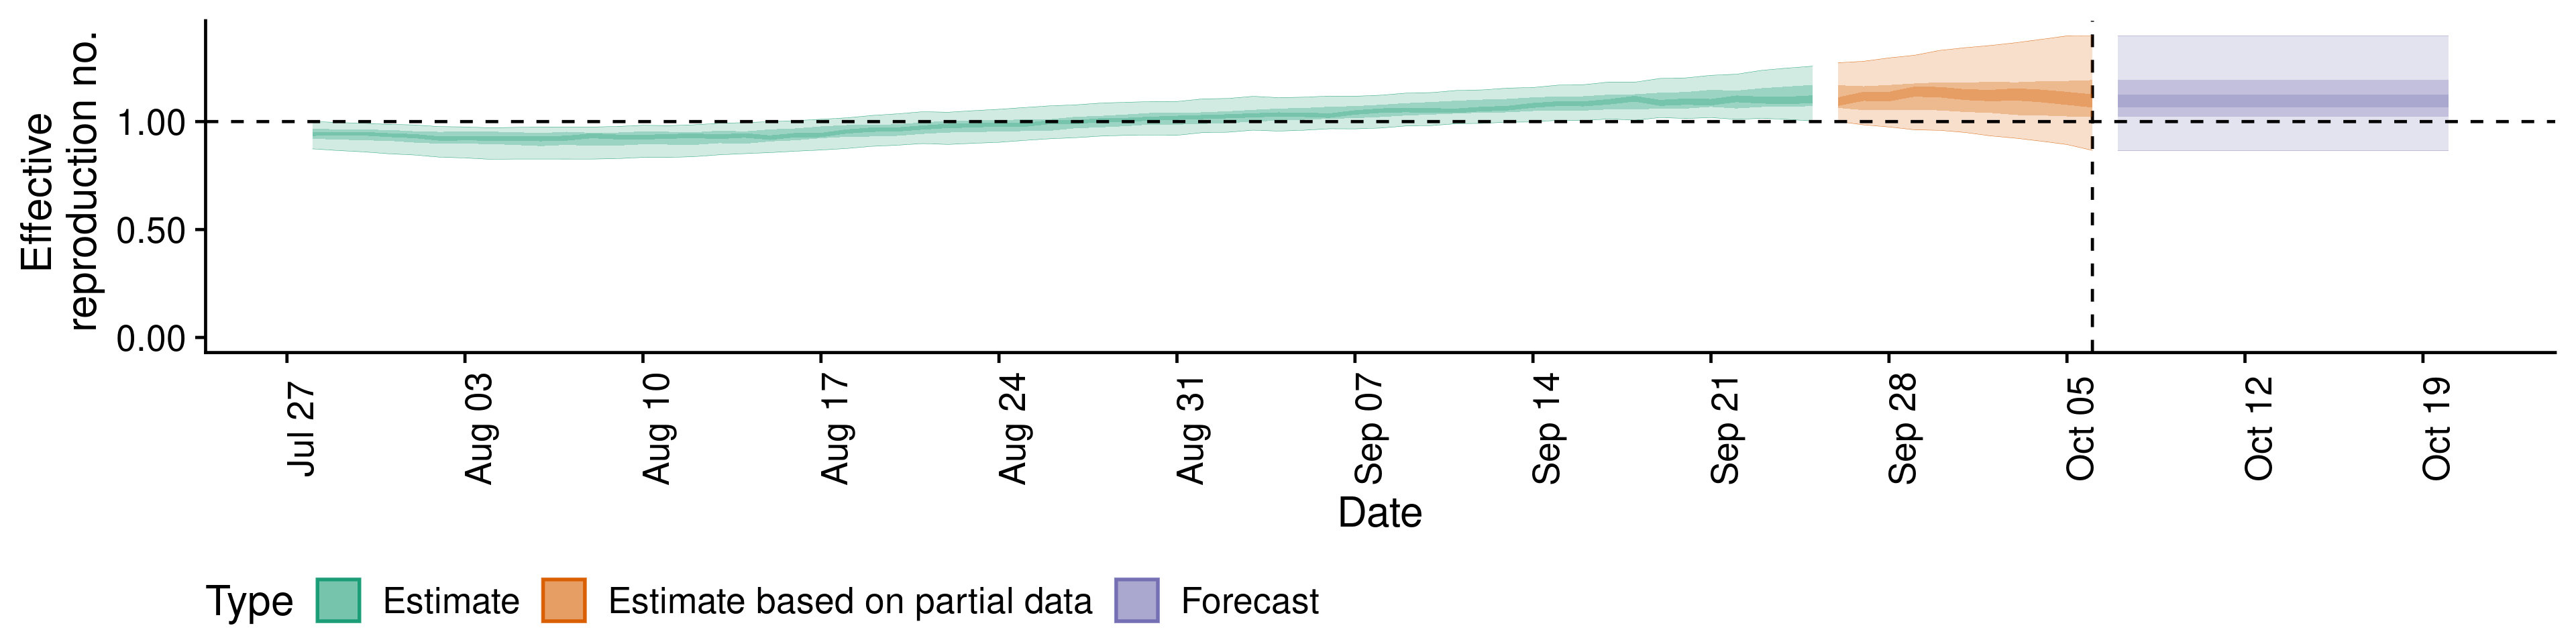 Effective
reproduction no.
1.00
0.50
0.00
Jul 27
Aug 03
Aug 10
Aug 17
Aug 24
Aug 31
Sep 07
Sep 14
Sep 21
Sep 28
Oct 05
Oct 12
Oct 19
Date
Type Estimate Estimate based on partial data Forecast